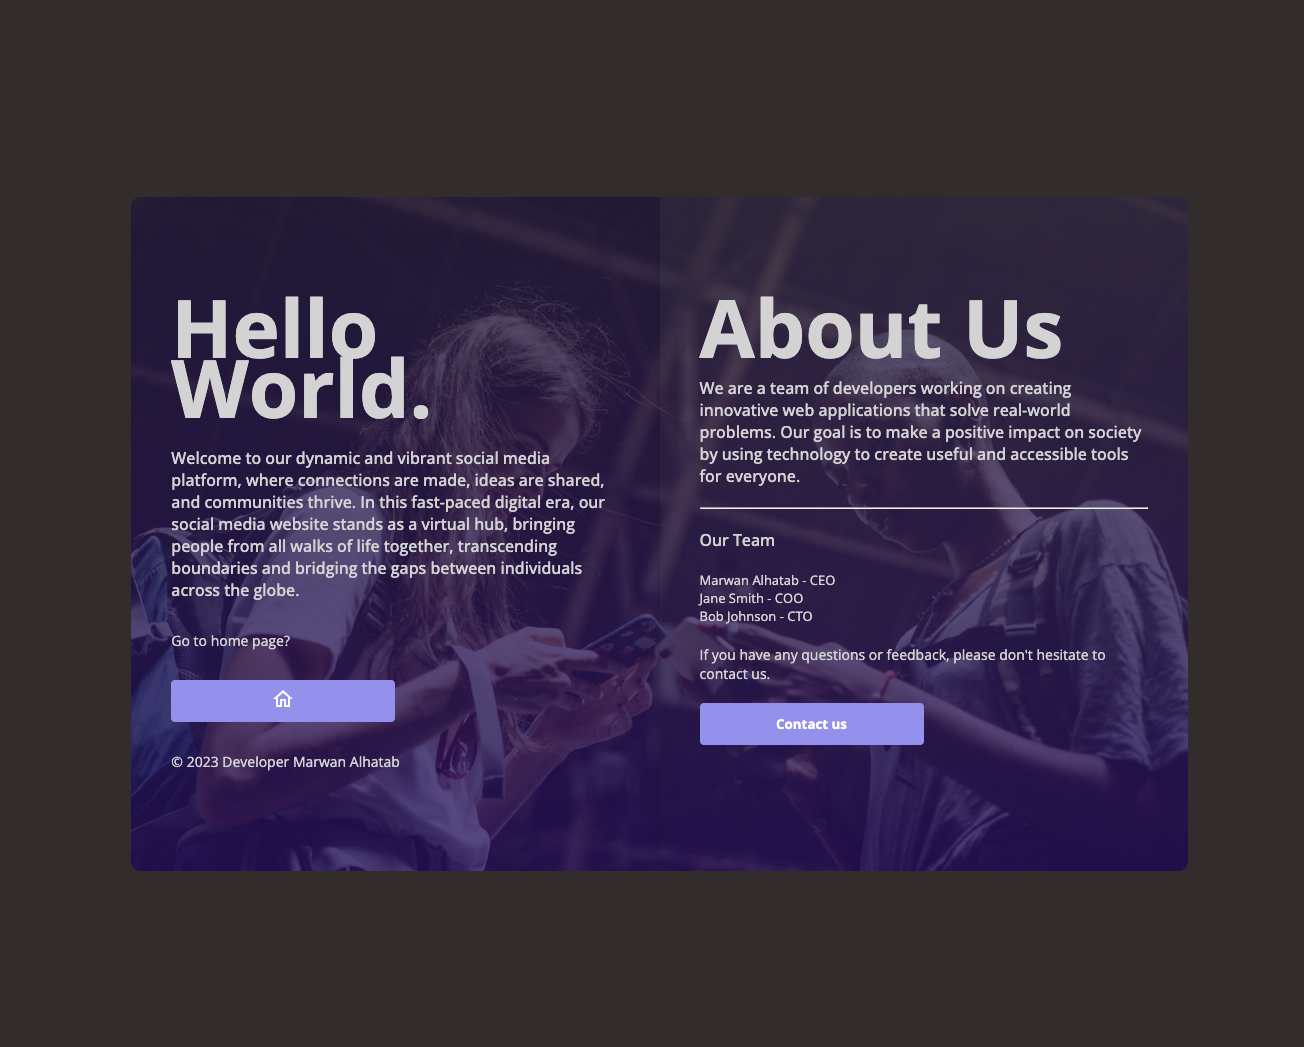 Hello
World.
Welcome to our dynamic and vibrant social media
platform, where connections are made, ideas are shared,
and communities thrive. In this fast-paced digital era, our
social media website stands as a virtual hub, bringing
people from all walks of life together, transcending
boundaries and bridging the gaps between individuals
across the globe.
Go to home page?
© 2023 Developer Marwan Alhatab
About Us
We are a team of developers working on creating
innovative web applications that solve real-world
problems. Our goal is to make a positive impact on society
by using technology to create useful and accessible tools
for everyone.
Our Team
Marwan Alhatab - CEO
Jane Smith - COO
Bob Johnson - CTO
If you have any questions or feedback, please don't hesitate to
contact us.
Contact us